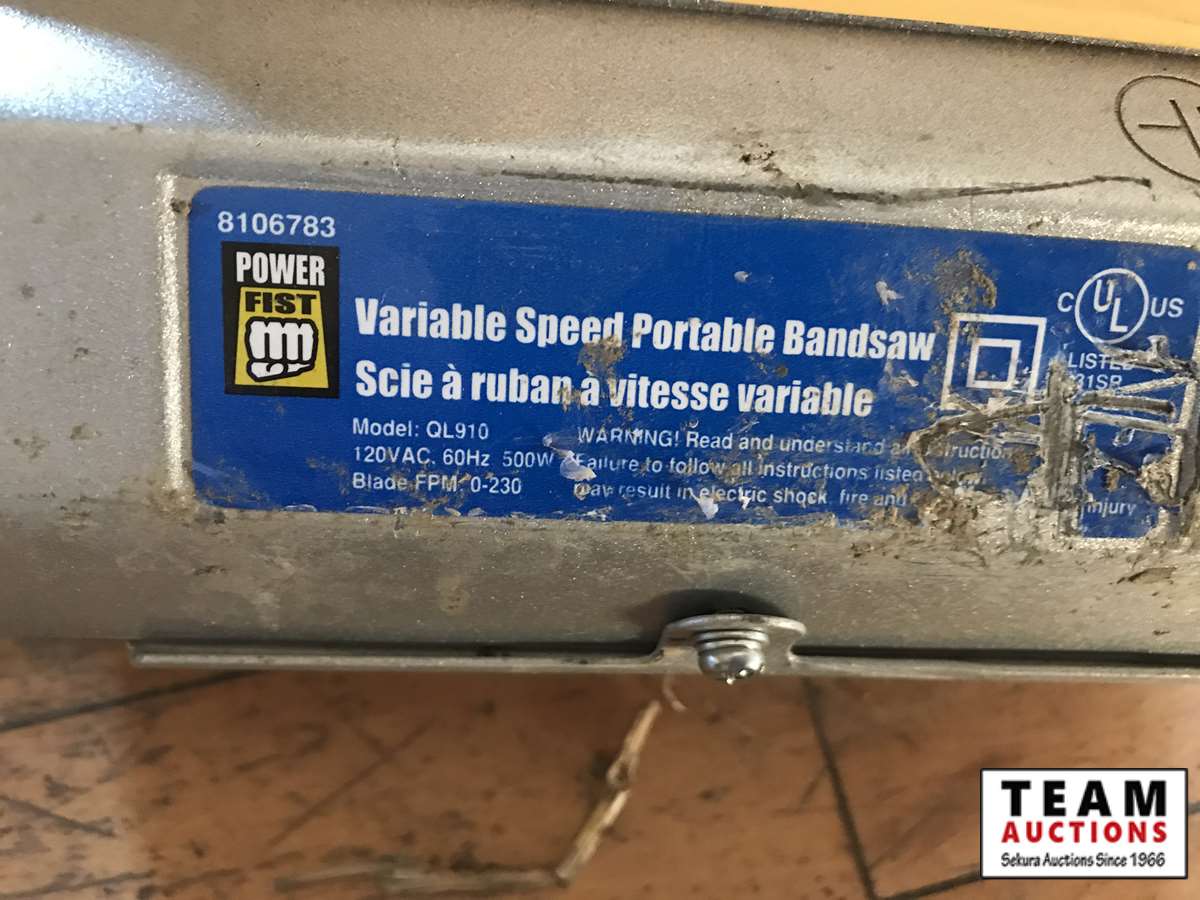 8106783
POWER
FIST
Variable Speed Portable Bandsaw
Scie à ruban à vitesse variable
Model: QL910
120VAC, 60Hz 500W
Blade FPM: 0-230
WARNING! Read and understand
Failure to follow all instructions listed below
may result in electric shock, fire and
injury
C UL US
LISTED
31SR
TEAM
AUCTIONS
Sekura Auctions Since 1966